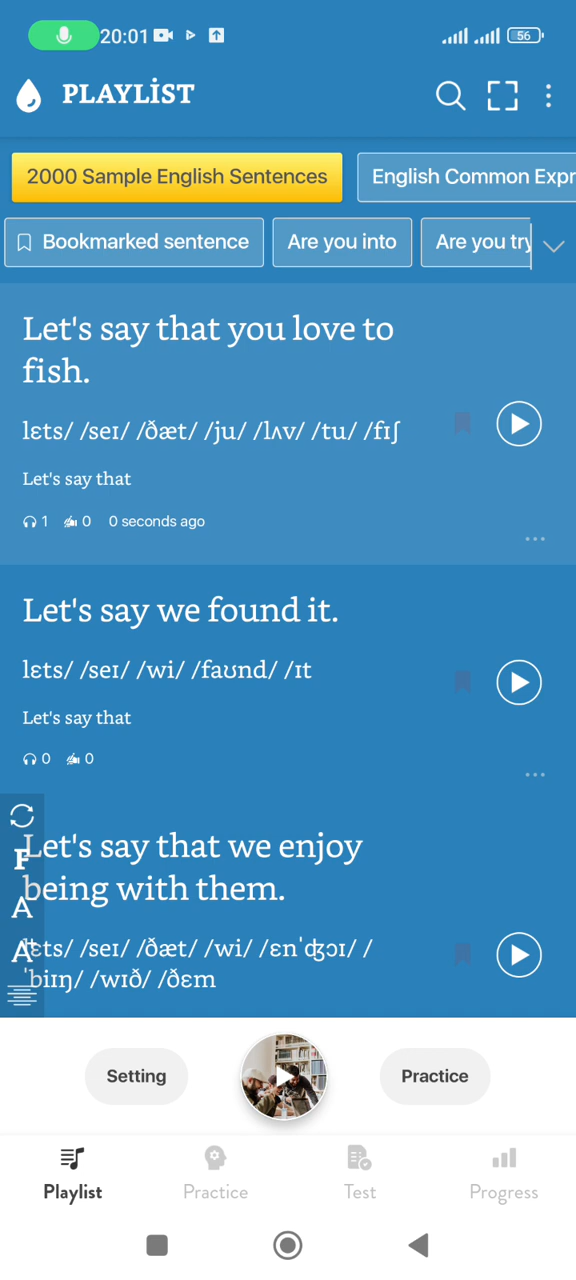 20:01
56
PLAYLİST
2000 Sample English Sentences
English Common Expr
Bookmarked sentence
Are you into
Are you try
Let's say that you love to
fish.
lɛts/ /seɪ/ /ðæt/ /ju/ /lʌv/ /tu/ /fɪʃ
Let's say that
1 0 0 seconds ago
Let's say we found it.
lɛts/ /seɪ/ /wi/ /faʊnd/ /ɪt
Let's say that
0 0
F
A
A
Let's say that we enjoy
being with them.
lɛts/ /seɪ/ /ðæt/ /wi/ /ɛnˈʤɔɪ/ /
ˈbiɪŋ/ /wɪð/ /ðɛm
Setting
Practice
Playlist
Practice
Test
Progress